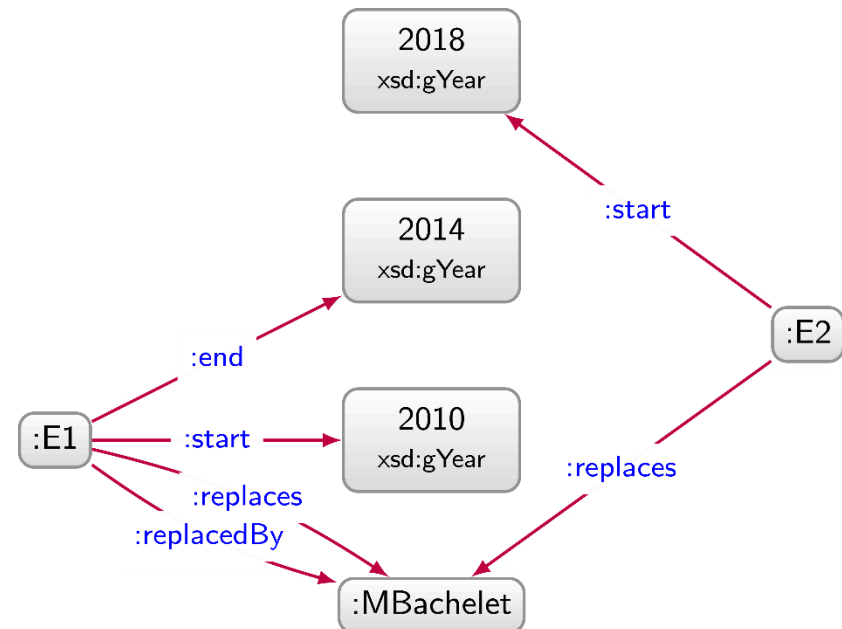 2018
xsd:gYear
:start
2014
xsd:gYear
:E2
:end
:E1
:start
2010
xsd:gYear
:replaces
:replaces
:replacedBy
:MBachelet